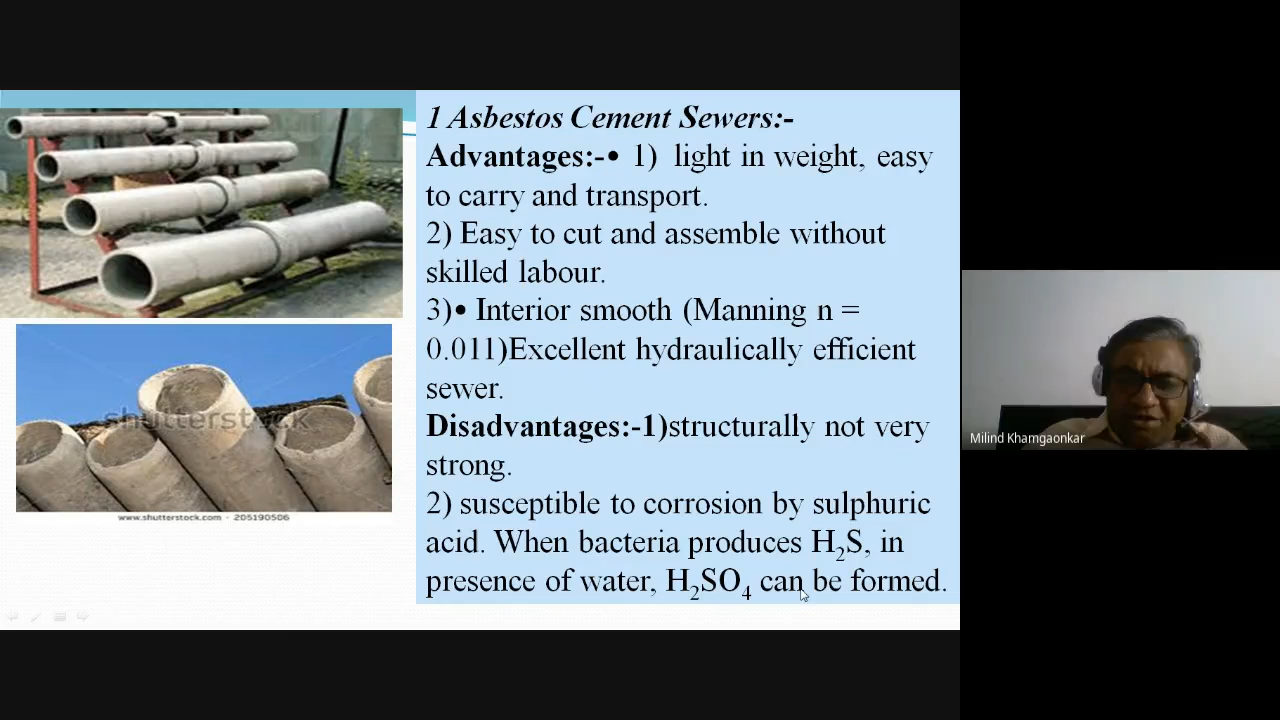 1 Asbestos Cement Sewers:-
Advantages:-• 1) light in weight, easy
to carry and transport.
2) Easy to cut and assemble without
skilled labour.
3)• Interior smooth (Manning n =
0.011)Excellent hydraulically efficient
sewer.
Disadvantages:-1)structurally not very
strong.
2) susceptible to corrosion by sulphuric
acid. When bacteria produces H₂S, in
presence of water, H₂SO₄ can be formed.
shutterstock
www.shutterstock.com · 205190506
Milind Khamgaonkar